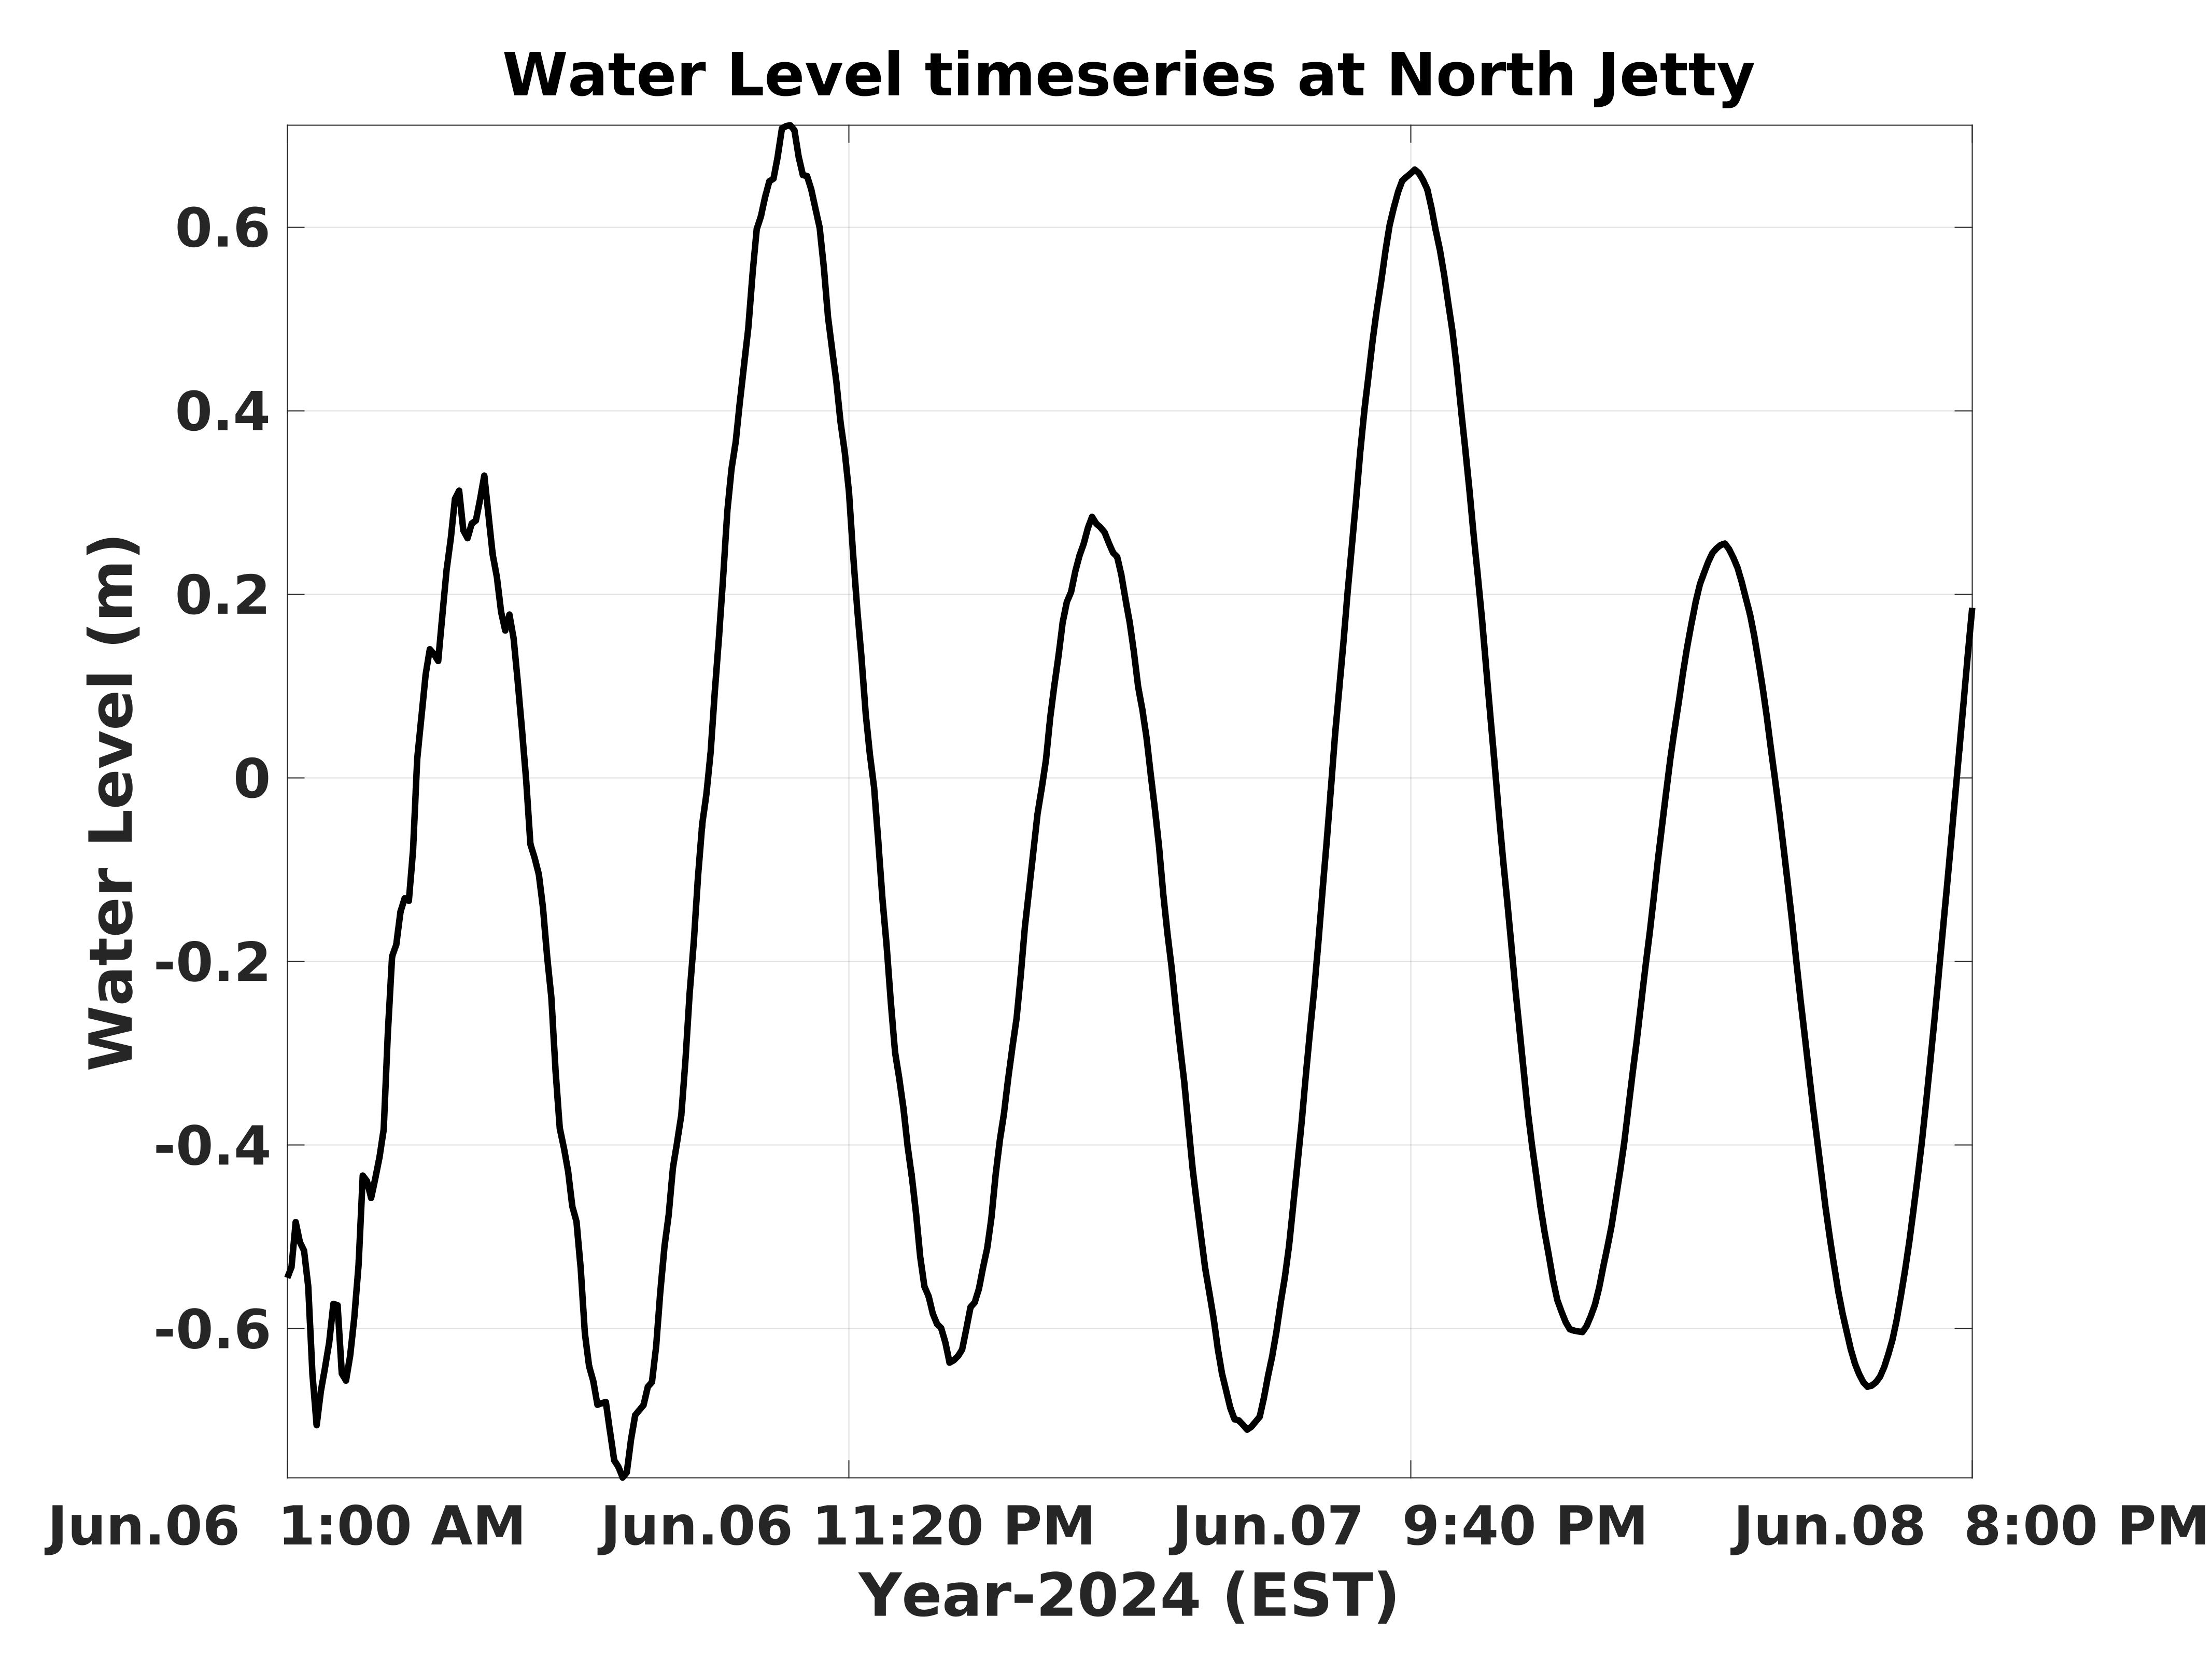 Water Level timeseries at North Jetty
Water Level (m)
0.6
0.4
0.2
0
-0.2
-0.4
-0.6
Jun.06 1:00 AM
Jun.06 11:20 PM
Jun.07 9:40 PM
Jun.08 8:00 PM
Year-2024 (EST)